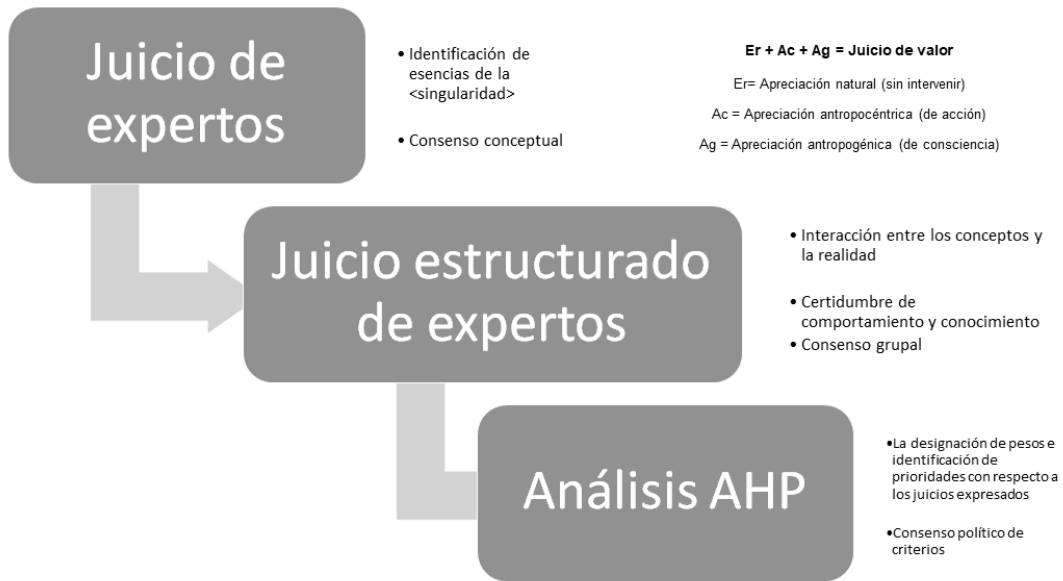 Juicio de
expertos
• Identificación de
esencias de la
<singularidad>
• Consenso conceptual
Er + Ac + Ag = Juicio de valor
Er= Apreciación natural (sin intervenir)
Ac = Apreciación antropocéntrica (de acción)
Ag = Apreciación antropogénica (de consciencia)
Juicio estructurado
de expertos
• Interacción entre los conceptos y
la realidad
• Certidumbre de
comportamiento y conocimiento
• Consenso grupal
Análisis AHP
•La designación de pesos e
identificación de
prioridades con respecto a
los juicios expresados
•Consenso político de
criterios